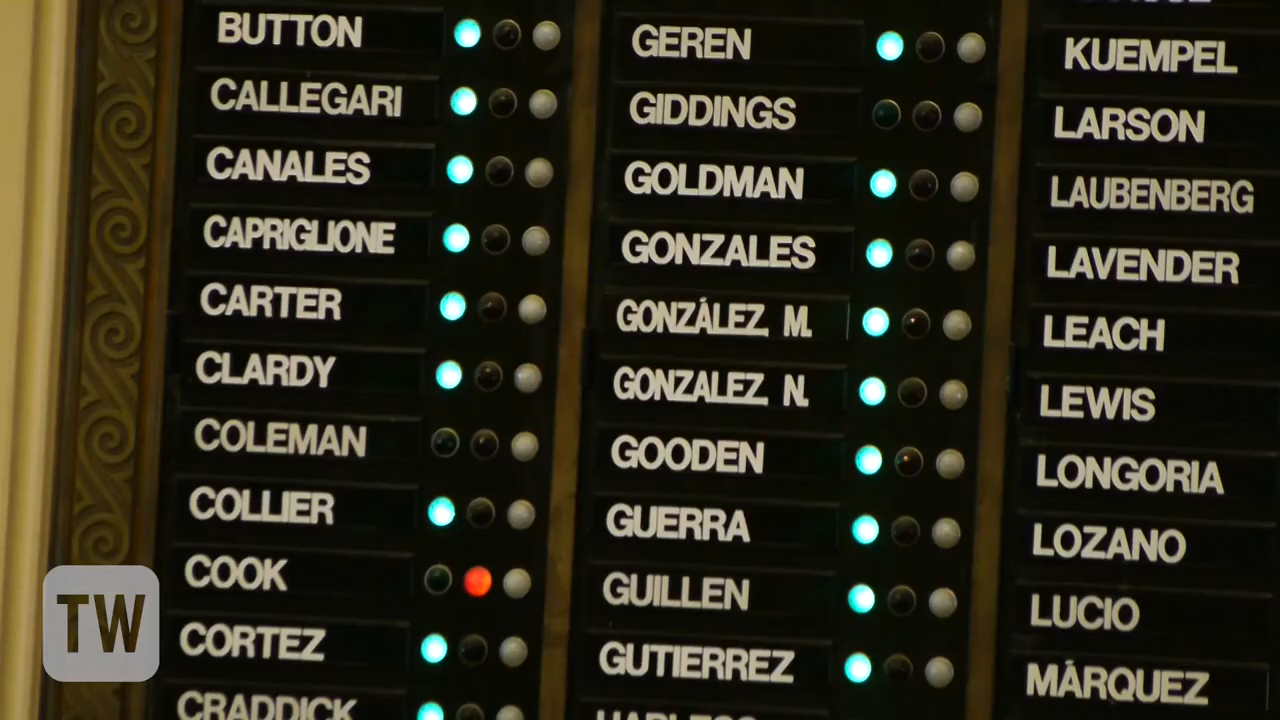 BUTTON
CALLEGARI
CANALES
CAPRIGLIONE
CARTER
CLARDY
COLEMAN
COLLIER
COOK
CORTEZ
CRADDICK
GEREN
GIDDINGS
GOLDMAN
GONZALES
GONZÁLEZ, M.
GONZALEZ, N.
GOODEN
GUERRA
GUILLEN
GUTIERREZ
KUEMPEL
LARSON
LAUBENBERG
LAVENDER
LEACH
LEWIS
LONGORIA
LOZANO
LUCIO
MÁRQUEZ
TW